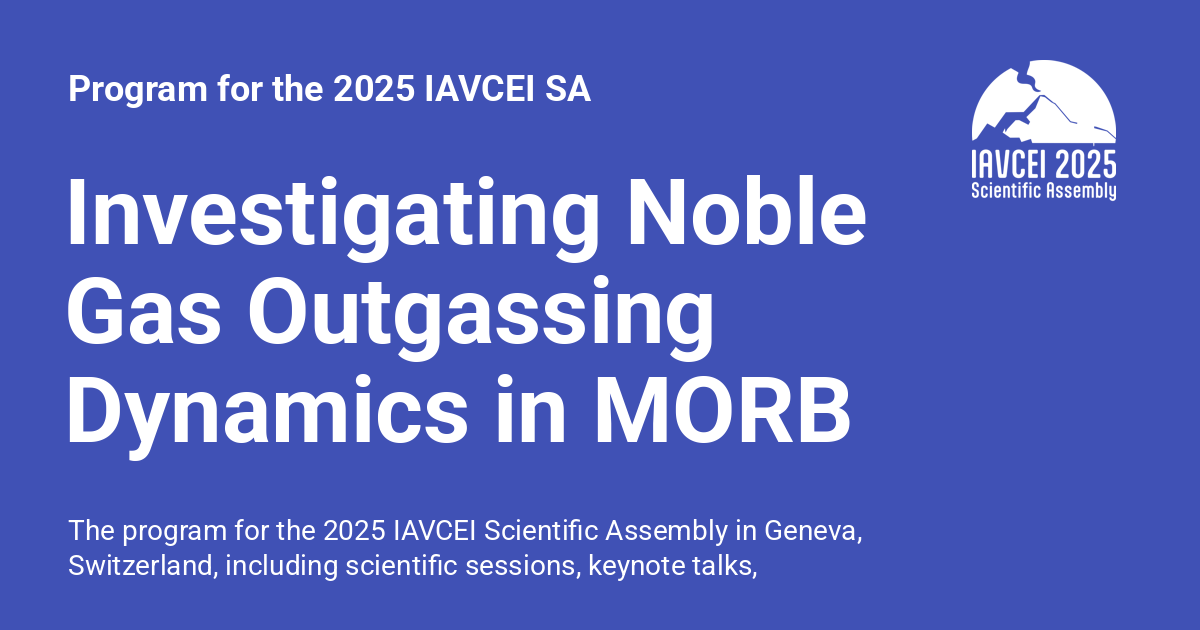 Program for the 2025 IAVCEI SA
IAVCEI 2025
Scientific Assembly
Investigating Noble
Gas Outgassing
Dynamics in MORB
The program for the 2025 IAVCEI Scientific Assembly in Geneva,
Switzerland, including scientific sessions, keynote talks,